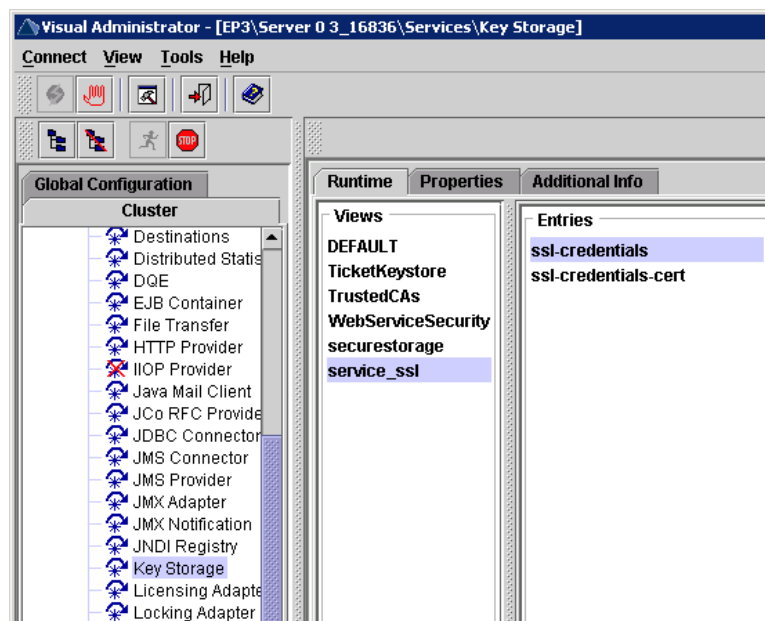 Visual Administrator - [EP3\Server 0 3_16836\Services\Key Storage]
Connect View Tools Help
STOP
Global Configuration
Cluster
Destinations
Distributed Statis
DQE
EJB Container
File Transfer
HTTP Provider
IIOP Provider
Java Mail Client
JCo RFC Provide
JDBC Connector
JMS Connector
JMS Provider
JMX Adapter
JMX Notification
JNDI Registry
Key Storage
Licensing Adapte
Locking Adapter
Runtime Properties Additional Info
Views
DEFAULT
TicketKeystore
TrustedCAs
WebServiceSecurity
securestorage
service_ssl
Entries
ssl-credentials
ssl-credentials-cert